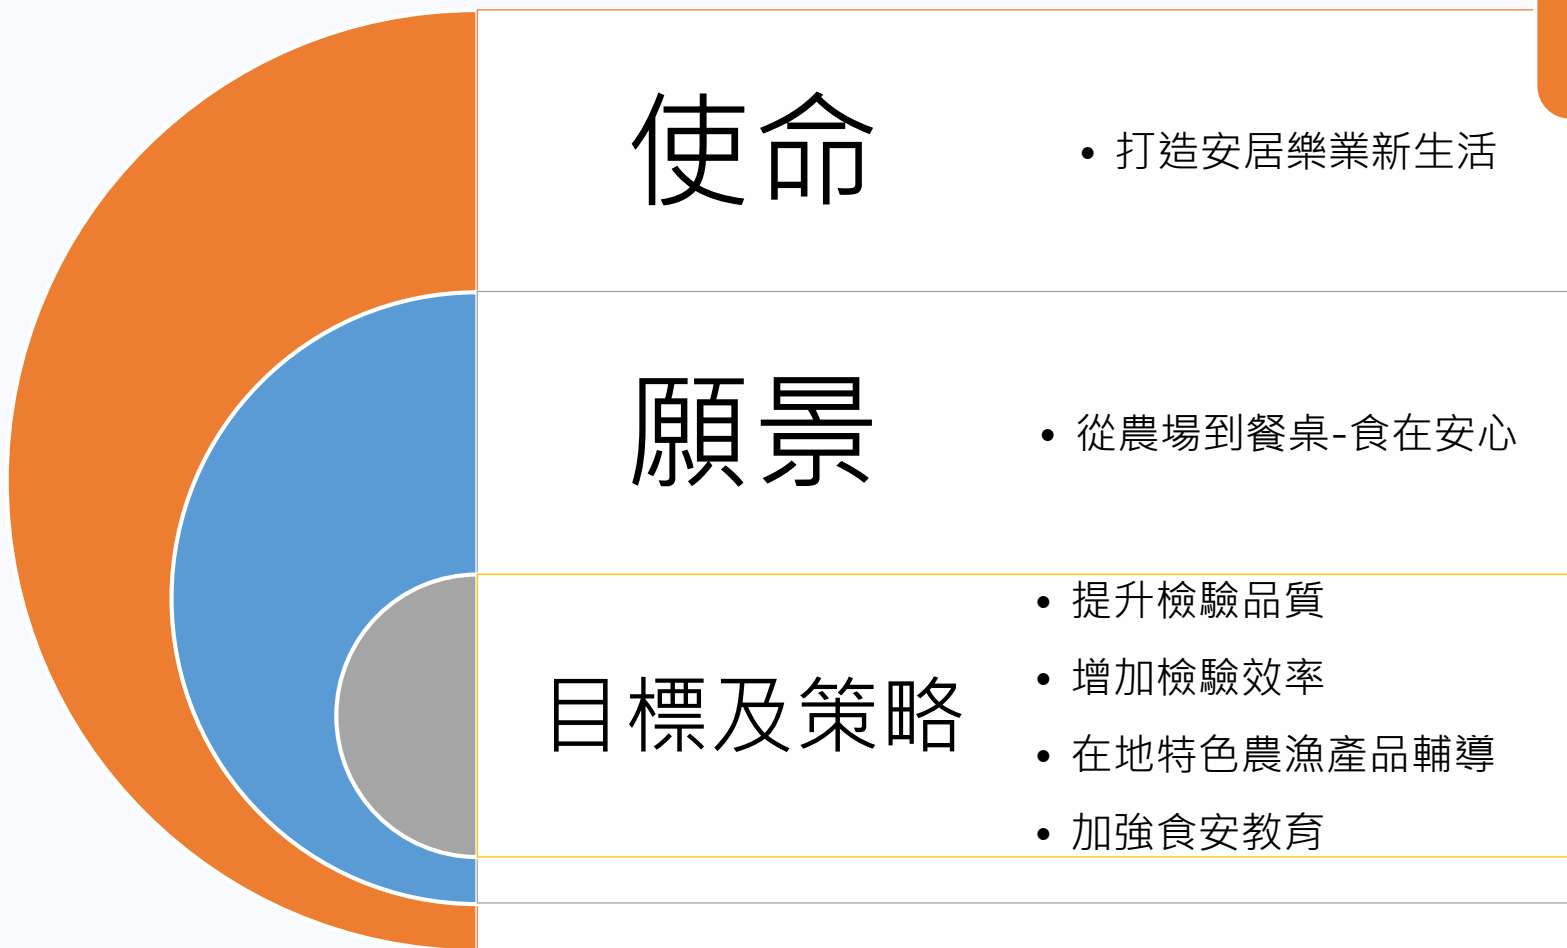 使命
• 打造安居樂業新生活
願景
• 從農場到餐桌-食在安心
目標及策略
• 提升檢驗品質
• 增加檢驗效率
• 在地特色農漁產品輔導
• 加強食安教育